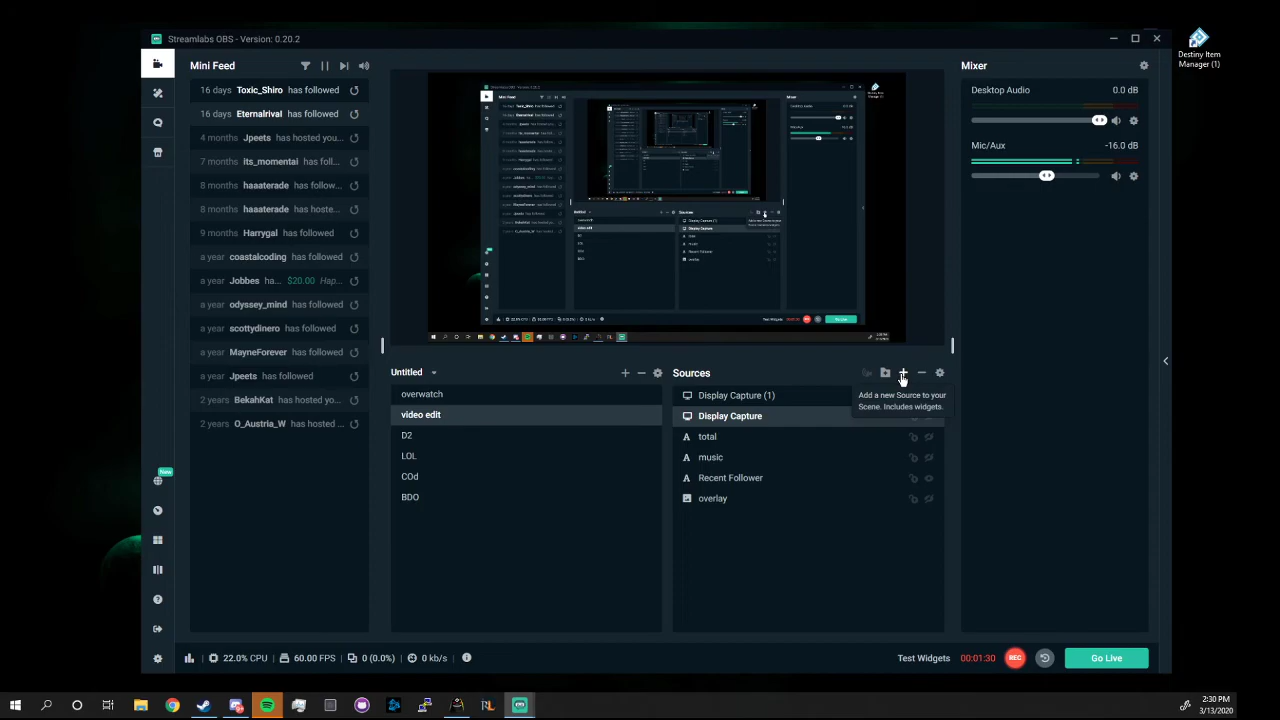 Streamlabs OBS - Version: 0.20.2
Destiny Item
Manager (1)
Mini Feed
16 days Toxic_Shiro has followed
16 days Eternalrival has followed
4 months Jpeets has hosted you...
7 months its_momentai has foll...
8 months haaaterade has follow...
8 months haaaterade has follow...
9 months Harrygal has followed
a year coastalcoding has followed
a year Jobbes ha... $20.00 Hap...
a year odyssey_mind has followed
a year scottydinero has followed
a year MayneForever has followed
a year Jpeets has followed
2 years BekahKat has followed
2 years O_Austria_W has hosted ...
New
Untitled
overwatch
video edit
D2
LOL
COd
BDO
Sources
Display Capture (1)
Display Capture
total
music
Recent Follower
overlay
Add a new Source to your
Scene. Includes widgets.
Mixer
Desktop Audio 0.0 dB
Mic/Aux -16.0 dB
22.0% CPU 60.00 FPS 0 (0.0%) 0 kb/s
Test Widgets 00:01:30 REC Go Live
2:30 PM
3/13/2020